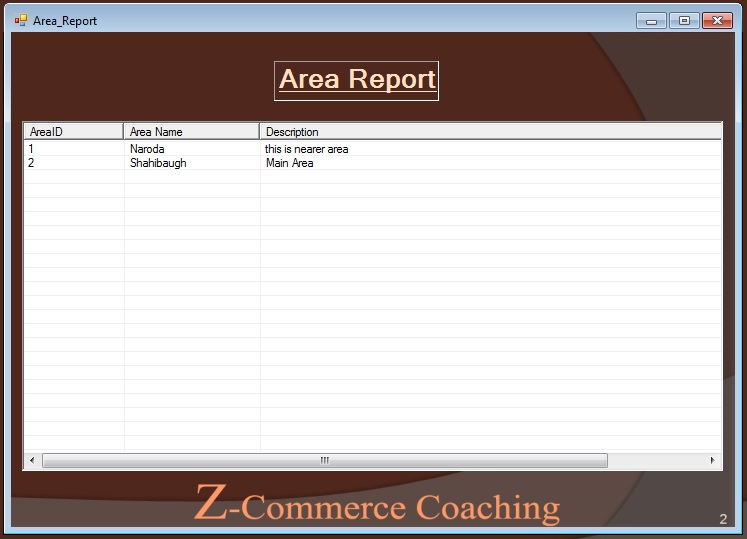 Area_Report
Area Report
AreaID Area Name Description
1 Naroda this is nearer area
2 Shahibaugh Main Area
Z-Commerce Coaching
2